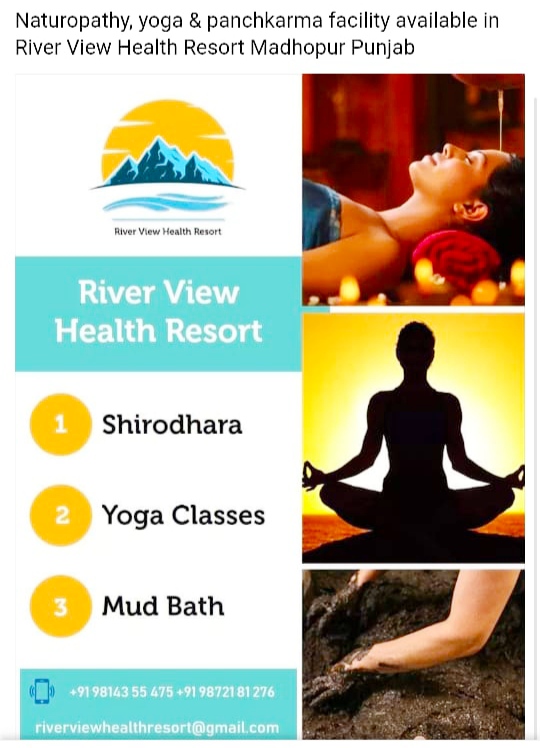 Naturopathy, yoga & panchkarma facility available in
River View Health Resort Madhopur Punjab
River View Health Resort
River View
Health Resort
1 Shirodhara
2 Yoga Classes
3 Mud Bath
+91 98143 55 475 +91 98721 81 276
riverviewhealthresort@gmail.com